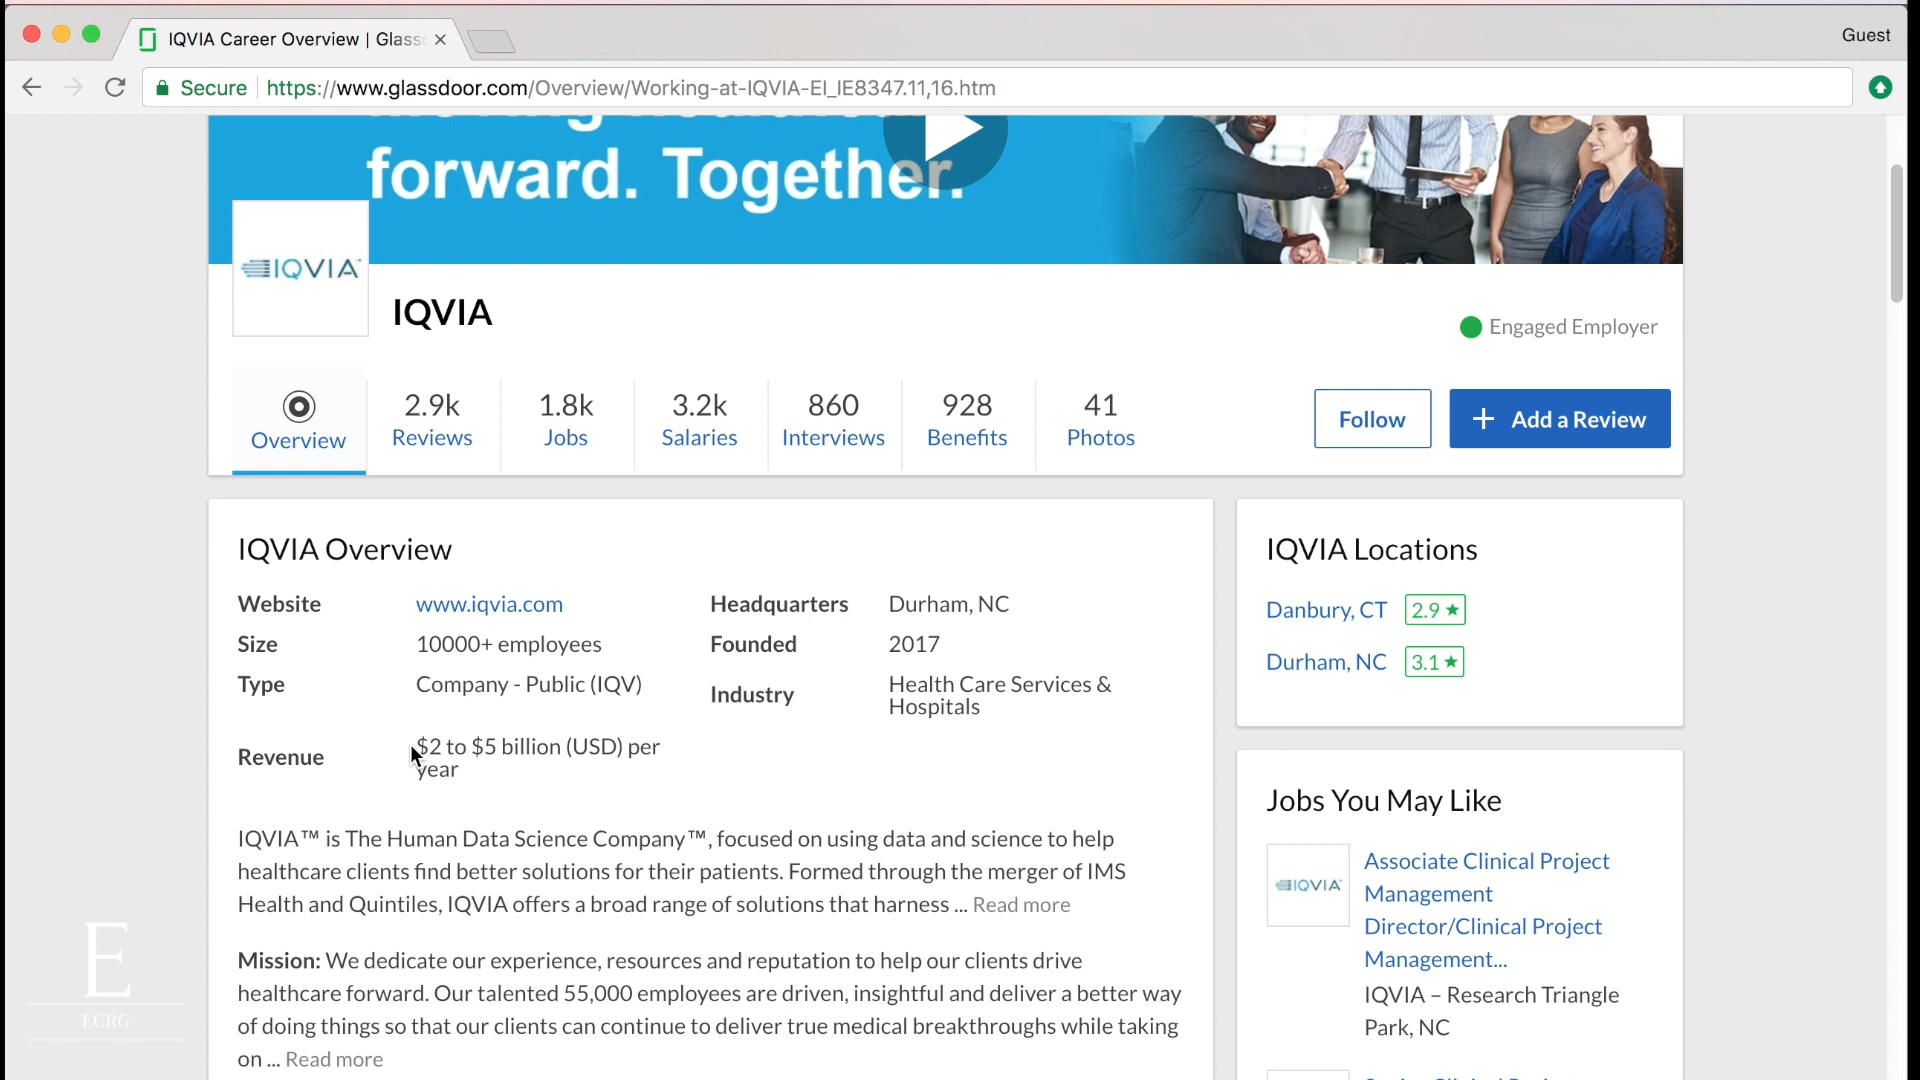 IQVIA Career Overview | Glass
Guest
Secure
https://www.glassdoor.com/Overview/Working-at-IQVIA-EI_IE8347.11,16.htm
forward. Together.
IQVIA
IQVIA
Engaged Employer
Overview
2.9k
Reviews
1.8k
Jobs
3.2k
Salaries
860
Interviews
928
Benefits
41
Photos
Follow
+ Add a Review
IQVIA Overview
Website www.iqvia.com Headquarters Durham, NC
Size 10000+ employees Founded 2017
Type Company - Public (IQV) Industry Health Care Services &
Hospitals
Revenue $2 to $5 billion (USD) per
year
IQVIA™ is The Human Data Science Company™, focused on using data and science to help
healthcare clients find better solutions for their patients. Formed through the merger of IMS
Health and Quintiles, IQVIA offers a broad range of solutions that harness ... Read more
Mission: We dedicate our experience, resources and reputation to help our clients drive
healthcare forward. Our talented 55,000 employees are driven, insightful and deliver a better way
of doing things so that our clients can continue to deliver true medical breakthroughs while taking
on ... Read more
IQVIA Locations
Danbury, CT 2.9 ★
Durham, NC 3.1 ★
Jobs You May Like
IQVIA
Associate Clinical Project
Management
Director/Clinical Project
Management...
IQVIA – Research Triangle
Park, NC
E
ECRG